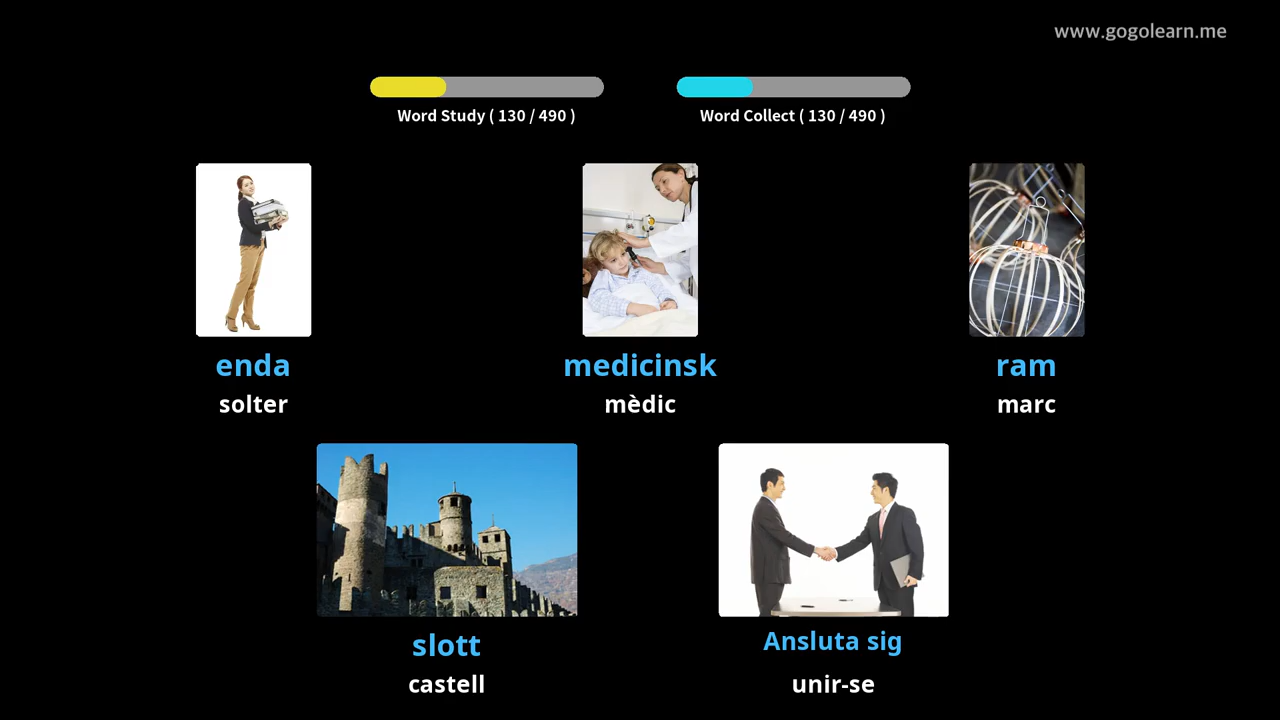 www.gogolearn.me
Word Study ( 130 / 490 )
Word Collect ( 130 / 490 )
enda
solter
medicinsk
mèdic
ram
marc
slott
castell
Ansluta sig
unir-se